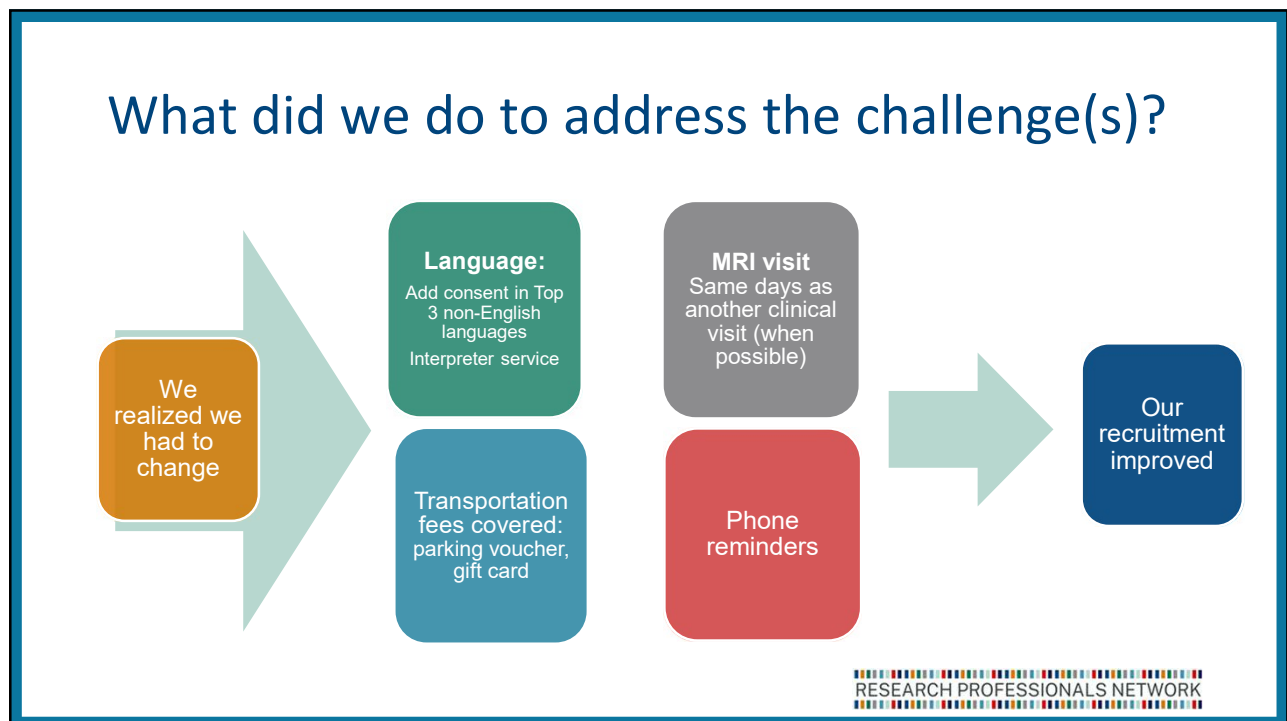 What did we do to address the challenge(s)?
We
realized we
had to
change
Language:
Add consent in Top
3 non-English
languages
Interpreter service
MRI visit
Same days as
another clinical
visit (when
possible)
Transportation
fees covered:
parking voucher,
gift card
Phone
reminders
Our
recruitment
improved
RESEARCH PROFESSIONALS NETWORK